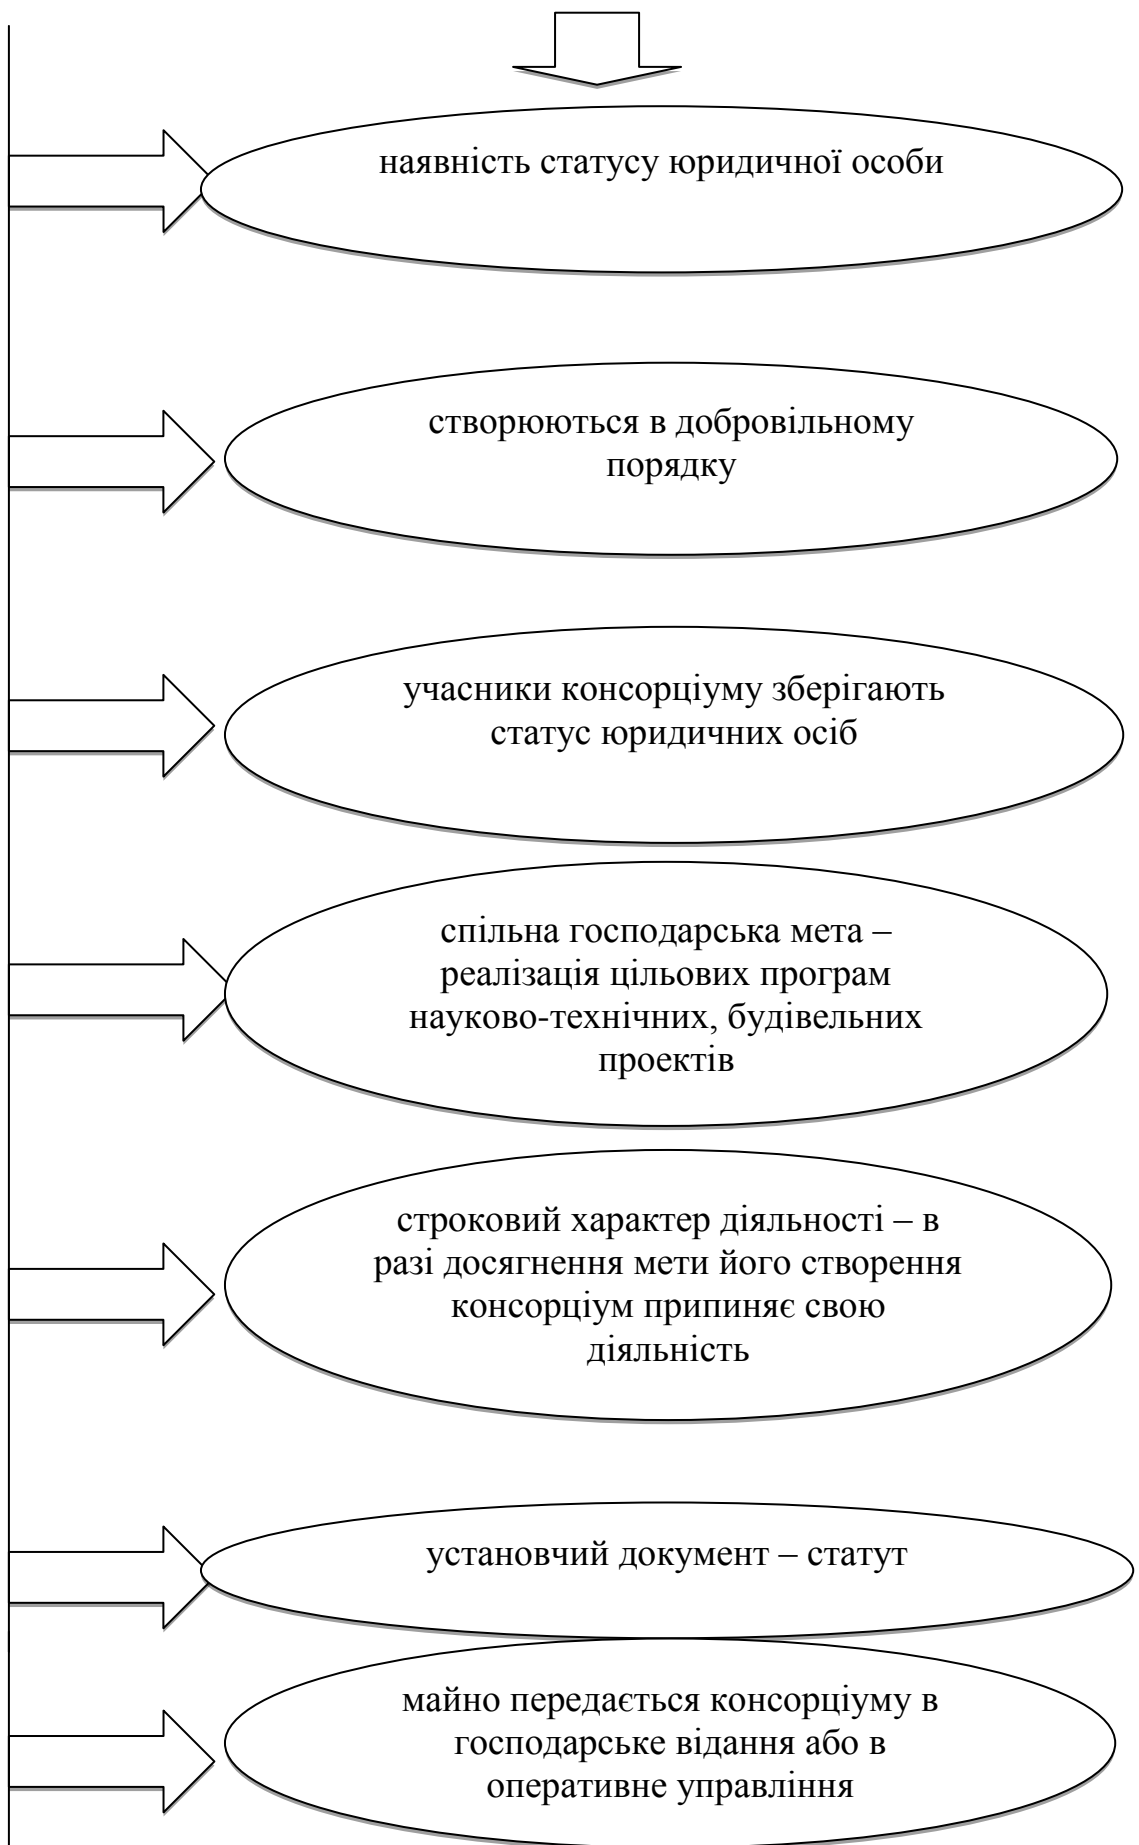 наявність статусу юридичної особи
створюються в добровільному
порядку
учасники консорціуму зберігають
статус юридичних осіб
спільна господарська мета –
реалізація цільових програм
науково-технічних, будівельних
проектів
строковий характер діяльності – в
разі досягнення мети його створення
консорціум припиняє свою
діяльність
установчий документ – статут
майно передається консорціуму в
господарське відання або в
оперативне управління